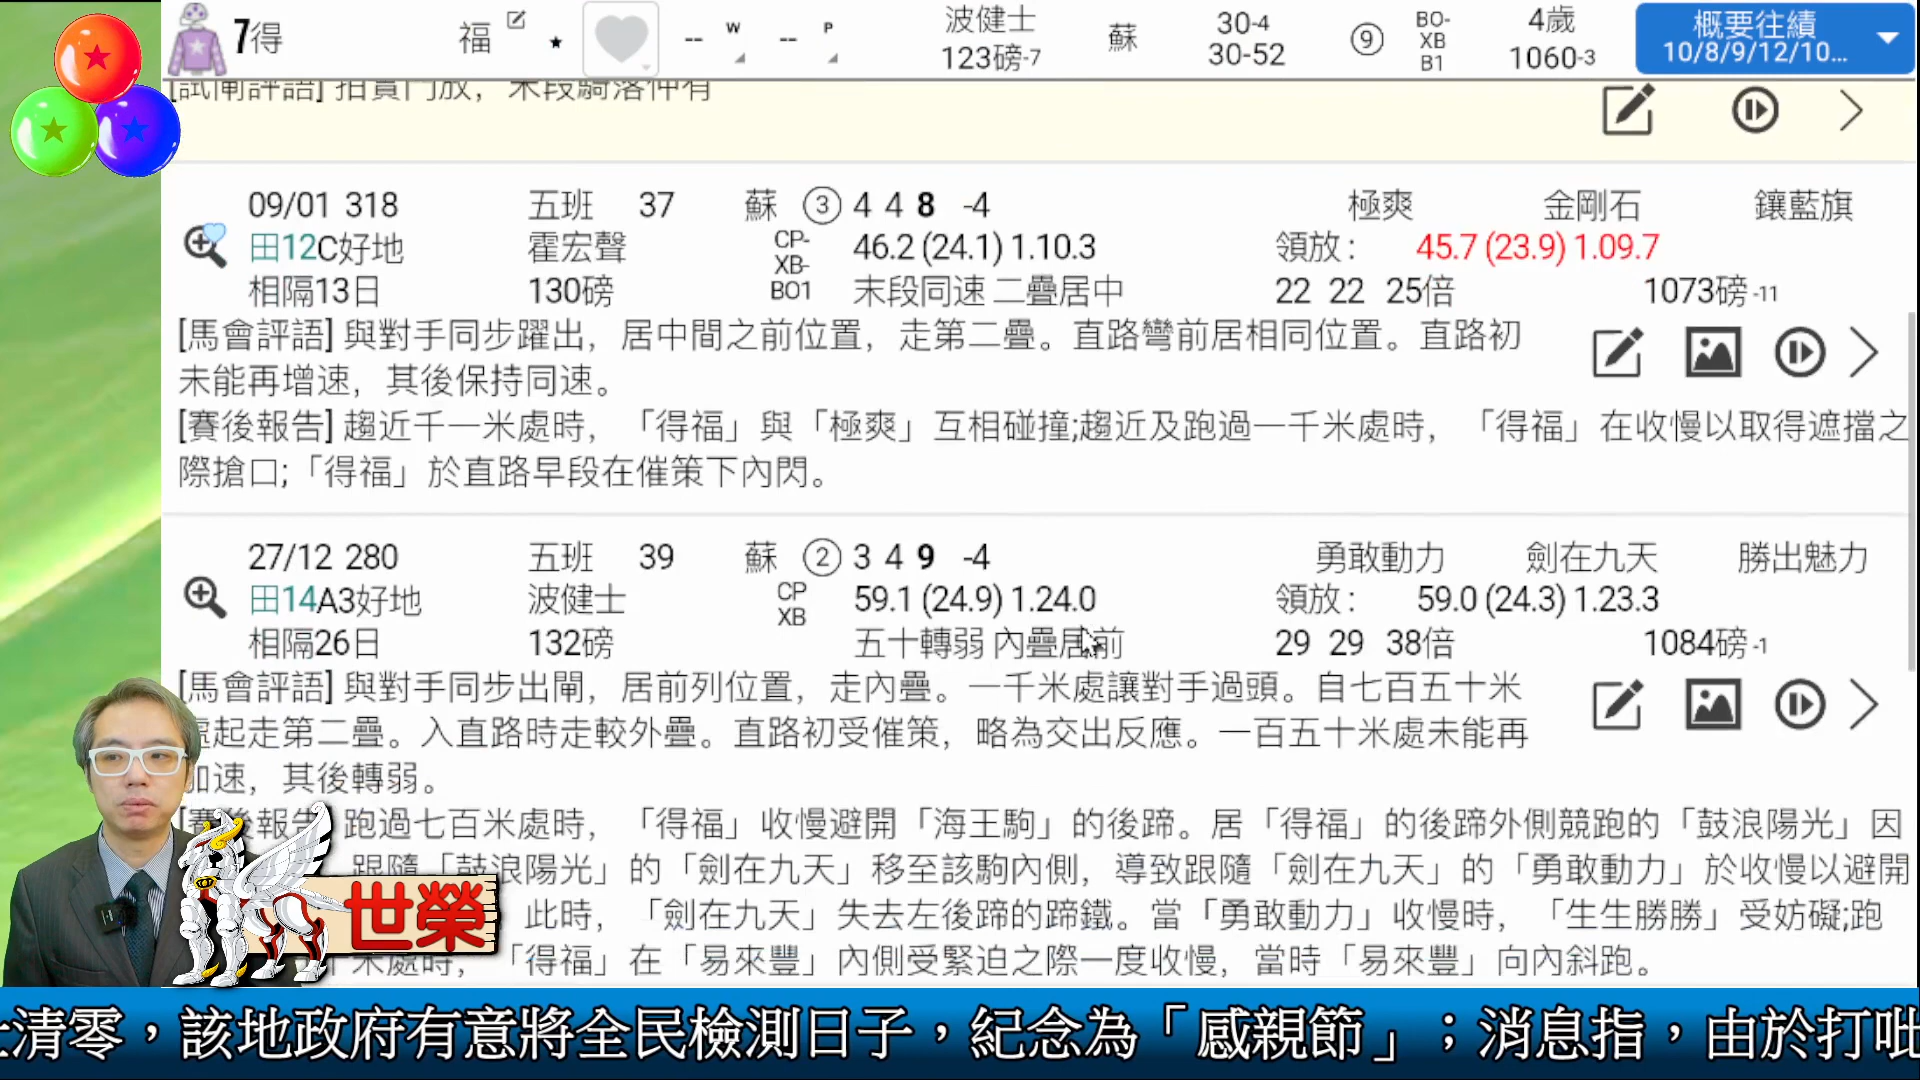 7得福 -- W -- P 波健士 蘇 30-4 9 BO- 4歲 概要往績
123磅-7 30-52 XB B1 1060-3 10/8/9/12/10...
[試閘評語] 拍賣門放，末段騎落仲有
09/01 318 五班 37 蘇 3 4 4 8 -4 極爽 金剛石 鑲藍旗
田12C好地 霍宏聲 CP- XB- BO1 46.2 (24.1) 1.10.3 領放： 45.7 (23.9) 1.09.7
相隔13日 130磅 末段同速 二疊居中 22 22 25倍 1073磅-11
[馬會評語] 與對手同步躍出，居中間之前位置，走第二疊。直路彎前居相同位置。直路初
未能再增速，其後保持同速。
[賽後報告] 趨近千一米處時，「得福」與「極爽」互相碰撞;趨近及跑過一千米處時，「得福」在收慢以取得遮擋之
際搶口;「得福」於直路早段在催策下內閃。
27/12 280 五班 39 蘇 2 3 4 9 -4 勇敢動力 劍在九天 勝出魅力
田14A3好地 波健士 CP XB 59.1 (24.9) 1.24.0 領放： 59.0 (24.3) 1.23.3
相隔26日 132磅 五十轉弱 內疊居前 29 29 38倍 1084磅-1
[馬會評語] 與對手同步出閘，居前列位置，走內疊。一千米處讓對手過頭。自七百五十米
處起走第二疊。入直路時走較外疊。直路初受催策，略為交出反應。一百五十米處未能再
加速，其後轉弱。
[賽後報告] 跑過七百米處時，「得福」收慢避開「海王駒」的後蹄。居「得福」的後蹄外側競跑的「鼓浪陽光」因
跟隨「鼓浪陽光」的「劍在九天」移至該駒內側，導致跟隨「劍在九天」的「勇敢動力」於收慢以避開
此時，「劍在九天」失去左後蹄的蹄鐵。當「勇敢動力」收慢時，「生生勝勝」受妨礙;跑
米處時，「得福」在「易來豐」內側受緊迫之際一度收慢，當時「易來豐」向內斜跑。
世榮
清零，該地政府有意將全民檢測日子，紀念為「感親節」；消息指，由於打吡